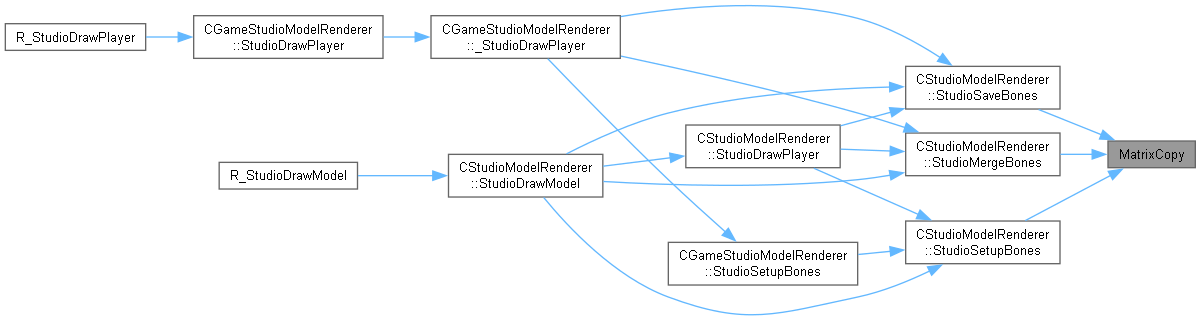 R_StudioDrawPlayer
CGameStudioModelRenderer
::StudioDrawPlayer
CGameStudioModelRenderer
::_StudioDrawPlayer
CStudioModelRenderer
::StudioSaveBones
CStudioModelRenderer
::StudioDrawPlayer
CStudioModelRenderer
::StudioMergeBones
MatrixCopy
R_StudioDrawModel
CStudioModelRenderer
::StudioDrawModel
CStudioModelRenderer
::StudioSetupBones
CGameStudioModelRenderer
::StudioSetupBones